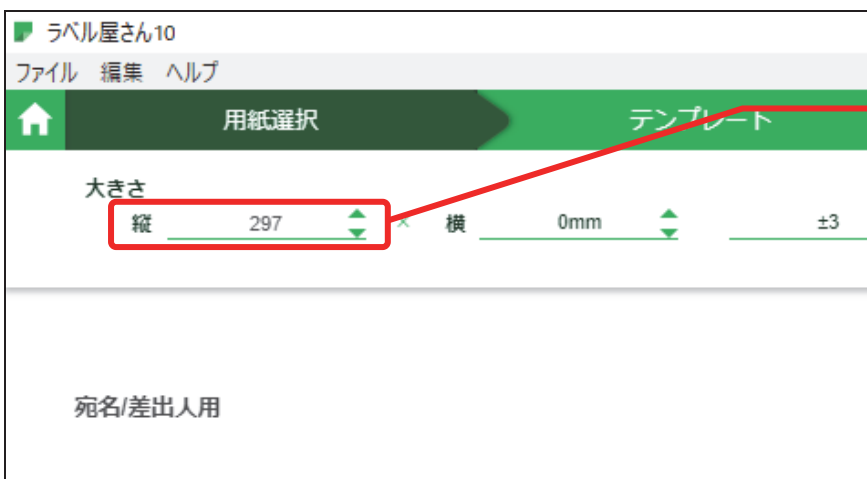 ラベル屋さん10
ファイル 編集 ヘルプ
用紙選択 テンプレート
大きさ
縦 297 × 横 0mm ±3
宛名/差出人用